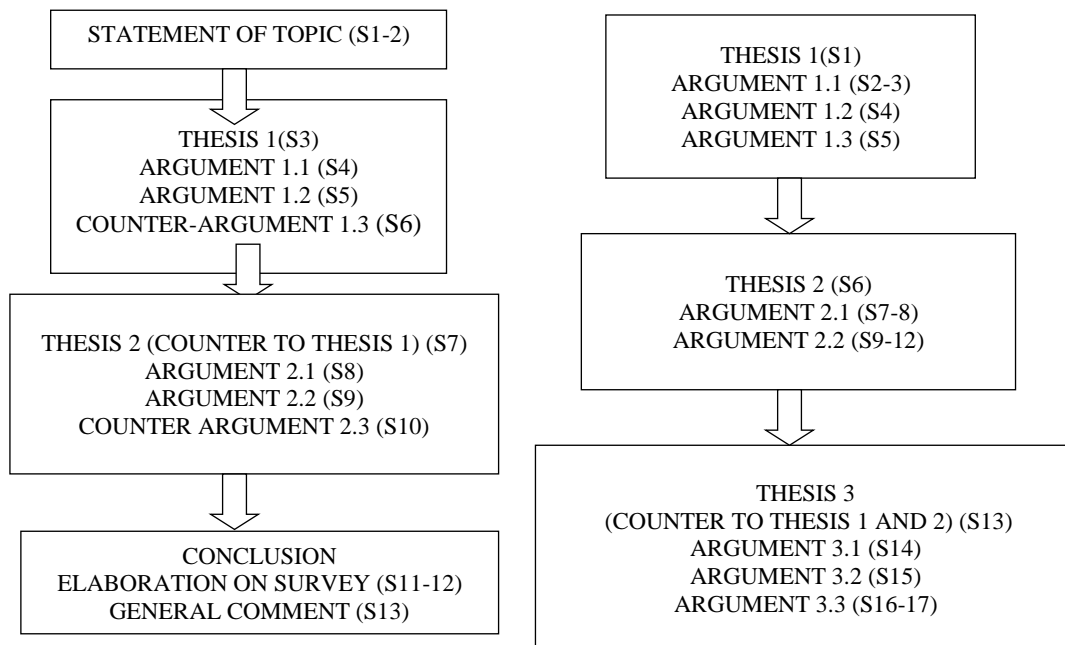 STATEMENT OF TOPIC (S1-2)
THESIS 1(S3)
ARGUMENT 1.1 (S4)
ARGUMENT 1.2 (S5)
COUNTER-ARGUMENT 1.3 (S6)
THESIS 2 (COUNTER TO THESIS 1) (S7)
ARGUMENT 2.1 (S8)
ARGUMENT 2.2 (S9)
COUNTER ARGUMENT 2.3 (S10)
CONCLUSION
ELABORATION ON SURVEY (S11-12)
GENERAL COMMENT (S13)
THESIS 1(S1)
ARGUMENT 1.1 (S2-3)
ARGUMENT 1.2 (S4)
ARGUMENT 1.3 (S5)
THESIS 2 (S6)
ARGUMENT 2.1 (S7-8)
ARGUMENT 2.2 (S9-12)
THESIS 3
(COUNTER TO THESIS 1 AND 2) (S13)
ARGUMENT 3.1 (S14)
ARGUMENT 3.2 (S15)
ARGUMENT 3.3 (S16-17)